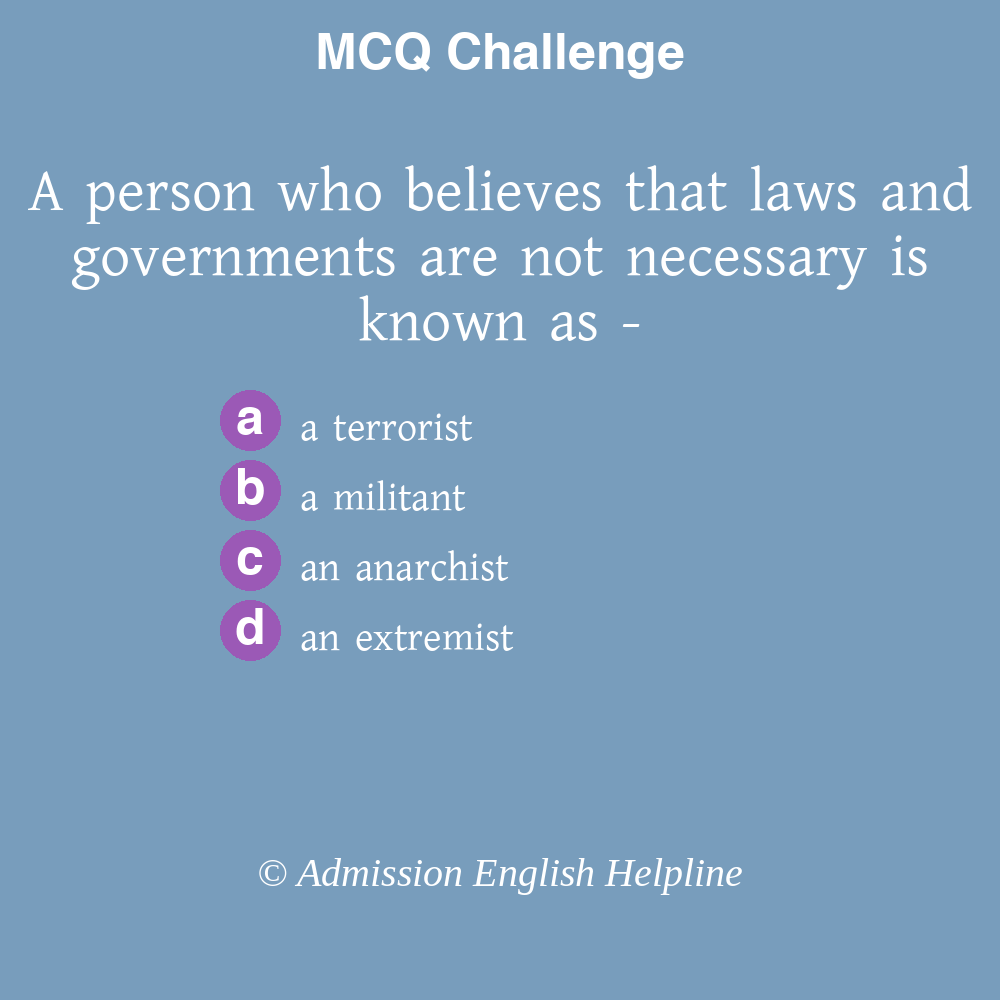 MCQ Challenge
A person who believes that laws and
governments are not necessary is
known as -
a a terrorist
b a militant
c an anarchist
d an extremist
© Admission English Helpline